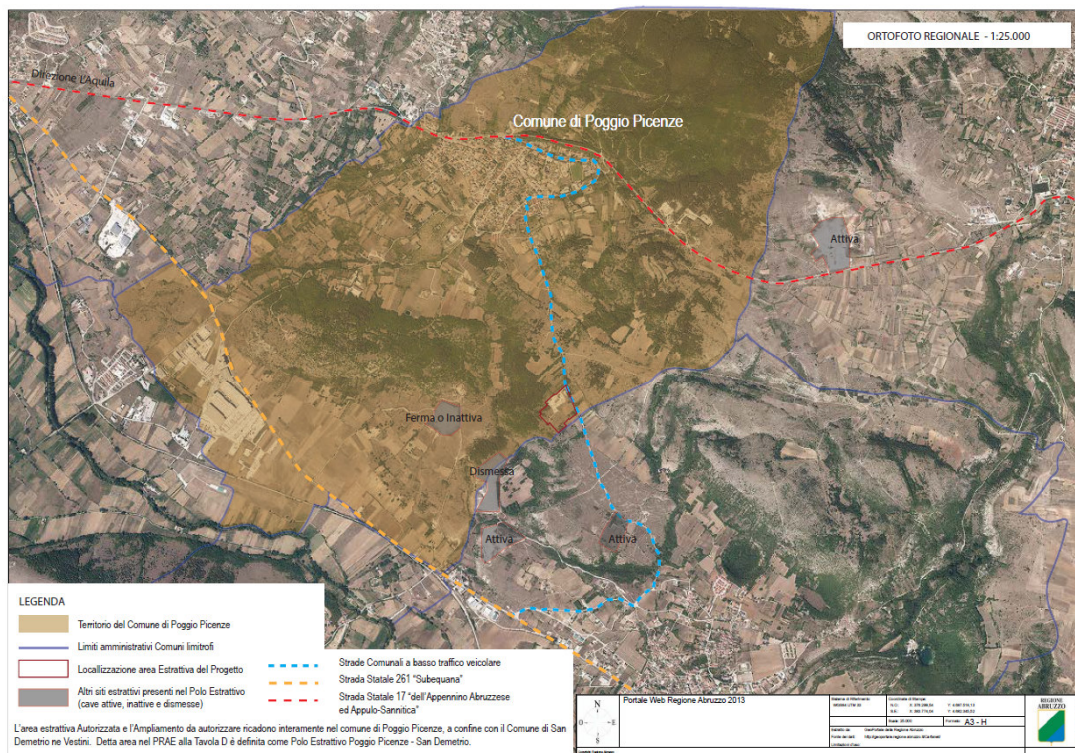 ORTOFOTO REGIONALE - 1:25.000
Direzione L'Aquila
Comune di Poggio Picenze
Attiva
Ferma o Inattiva
Dismessa
Attiva
Attiva
LEGENDA
Territorio del Comune di Poggio Picenze
Limiti amministrativi Comuni limitrofi
Locallizzazione area Estrattiva del Progetto
Altri siti estrattivi presenti nel Polo Estrattivo
(cave attive, inattive e dismesse)
Strade Comunali a basso traffico veicolare
Strada Statale 261 "Subequana"
Strada Statale 17 "dell'Appennino Abruzzese
ed Appulo-Sannitica"
L'area estrattiva Autorizzata e l'Ampliamento da autorizzare ricadono interamente nel comune di Poggio Picenze, a confine con il Comune di San
Demetrio ne Vestini. Detta area nel PRAE alla Tavola D è definita come Polo Estrattivo Poggio Picenze - San Demetrio.
N
O
E
S
Portale Web Regione Abruzzo 2013
Formato: A3 - H
REGIONE
ABRUZZO